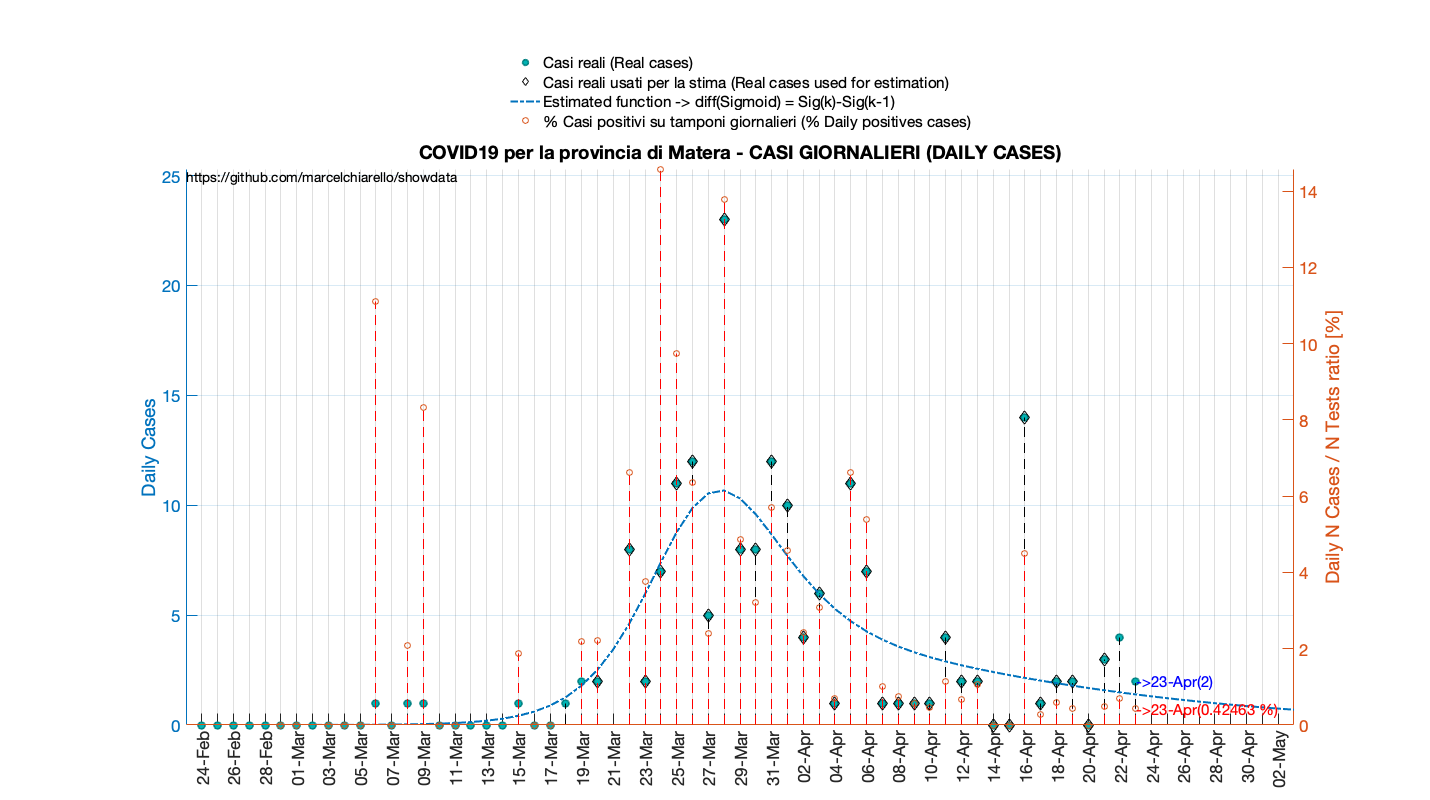 Casi reali (Real cases)
Casi reali usati per la stima (Real cases used for estimation)
Estimated function -> diff(Sigmoid) = Sig(k)-Sig(k-1)
% Casi positivi su tamponi giornalieri (% Daily positives cases)
COVID19 per la provincia di Matera - CASI GIORNALIERI (DAILY CASES)
https://github.com/marcelchiarello/showdata
Daily Cases
25
20
15
10
5
0
14
12
10
8
6
4
2
0
Daily N Cases / N Tests ratio [%]
->23-Apr(2)
->23-Apr(0.42463 %)
24-Feb
26-Feb
28-Feb
01-Mar
03-Mar
05-Mar
07-Mar
09-Mar
11-Mar
13-Mar
15-Mar
17-Mar
19-Mar
21-Mar
23-Mar
25-Mar
27-Mar
29-Mar
31-Mar
02-Apr
04-Apr
06-Apr
08-Apr
10-Apr
12-Apr
14-Apr
16-Apr
18-Apr
20-Apr
22-Apr
24-Apr
26-Apr
28-Apr
30-Apr
02-May